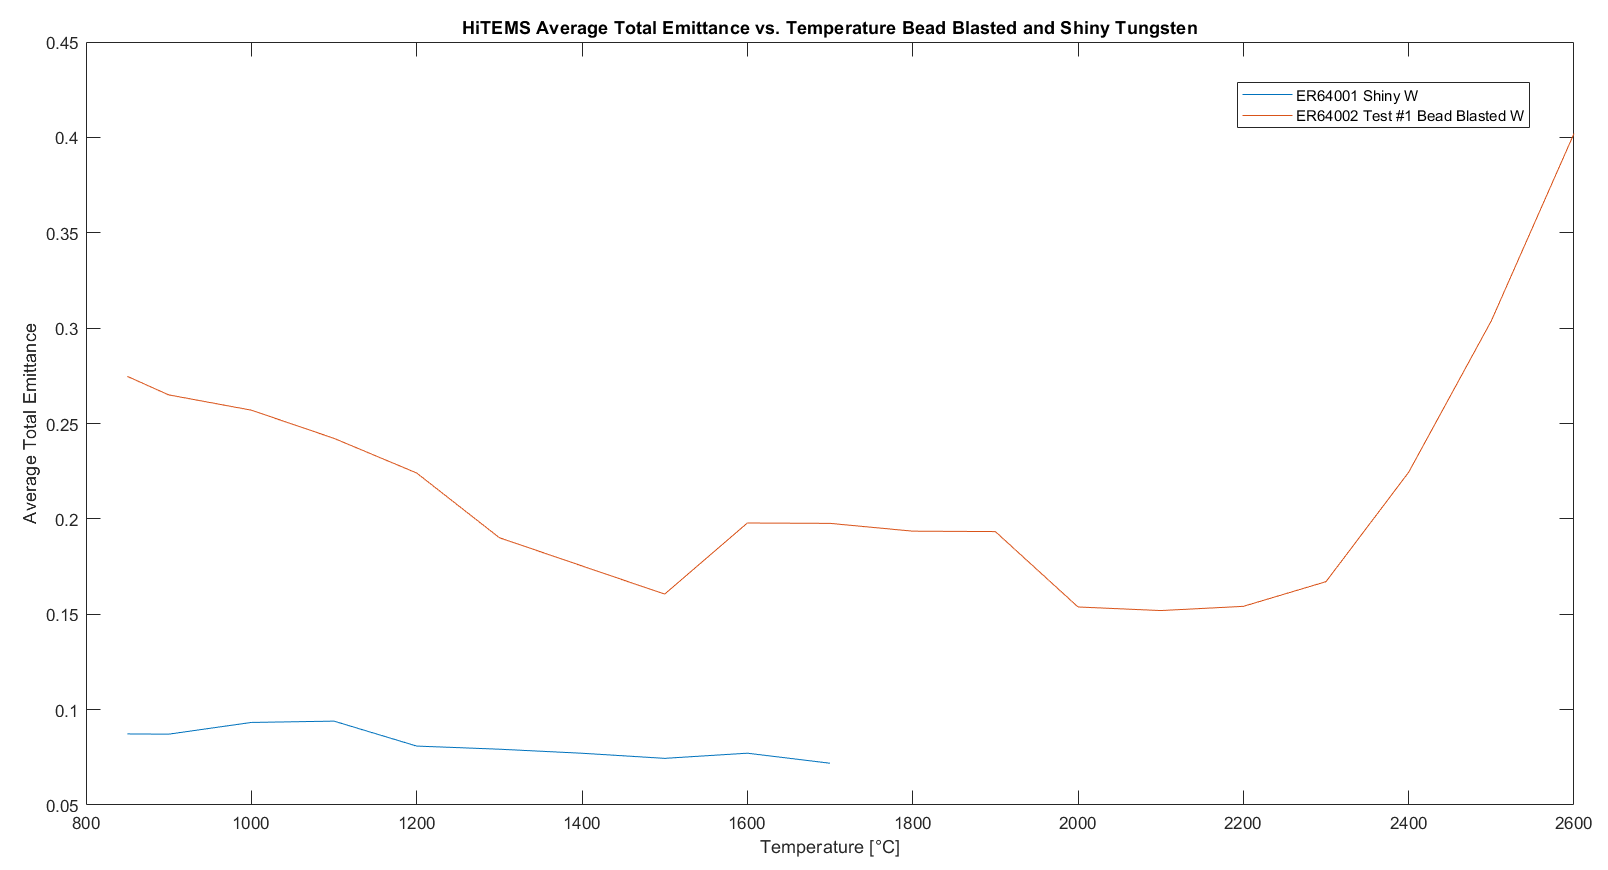 HiTEMS Average Total Emittance vs. Temperature Bead Blasted and Shiny Tungsten
0.45
0.4
0.35
0.3
0.25
0.2
0.15
0.1
0.05
Average Total Emittance
ER64001 Shiny W
ER64002 Test #1 Bead Blasted W
800 1000 1200 1400 1600 1800 2000 2200 2400 2600
Temperature [°C]